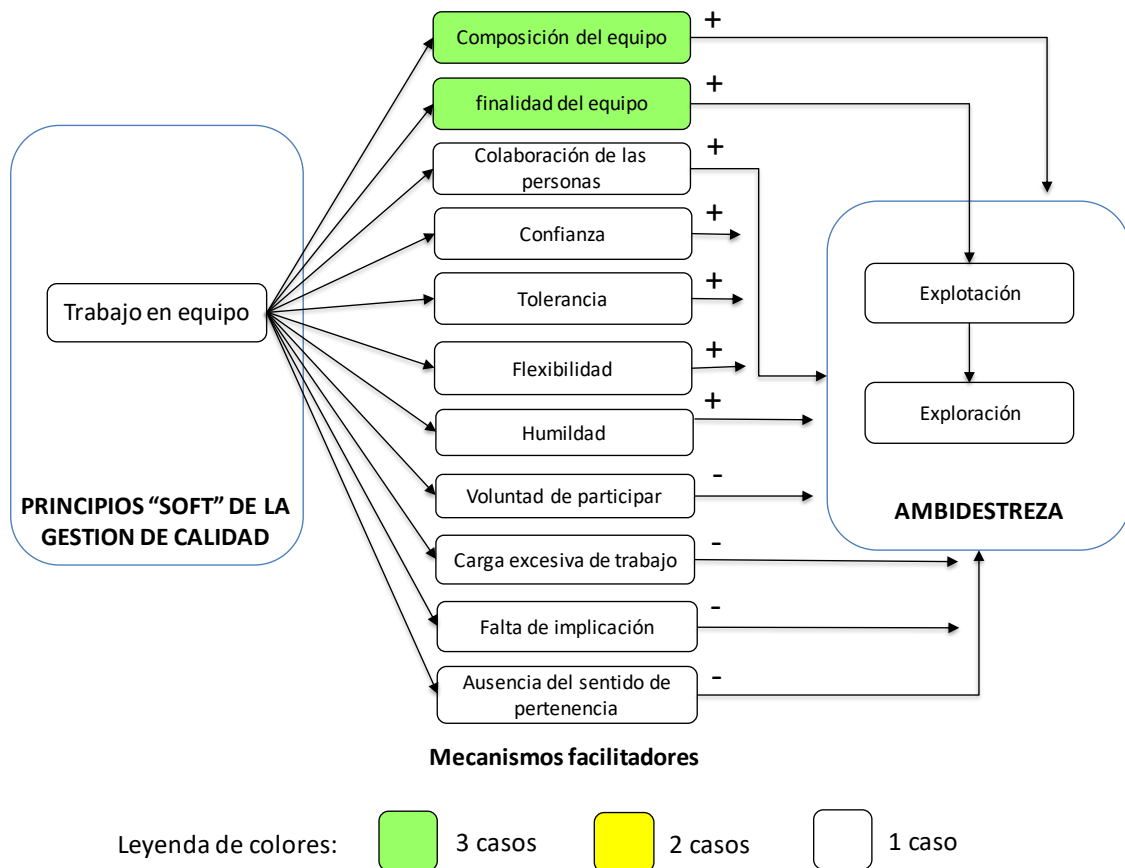 Composición del equipo
+
finalidad del equipo
+
Colaboración de las
personas
+
Confianza
+
Tolerancia
+
Flexibilidad
+
Humildad
+
Voluntad de participar
-
Carga excesiva de trabajo
-
Falta de implicación
-
Ausencia del sentido de
pertenencia
-
Trabajo en equipo
PRINCIPIOS “SOFT” DE LA
GESTION DE CALIDAD
Explotación
Exploración
AMBIDESTREZA
Mecanismos facilitadores
Leyenda de colores: 3 casos 2 casos 1 caso